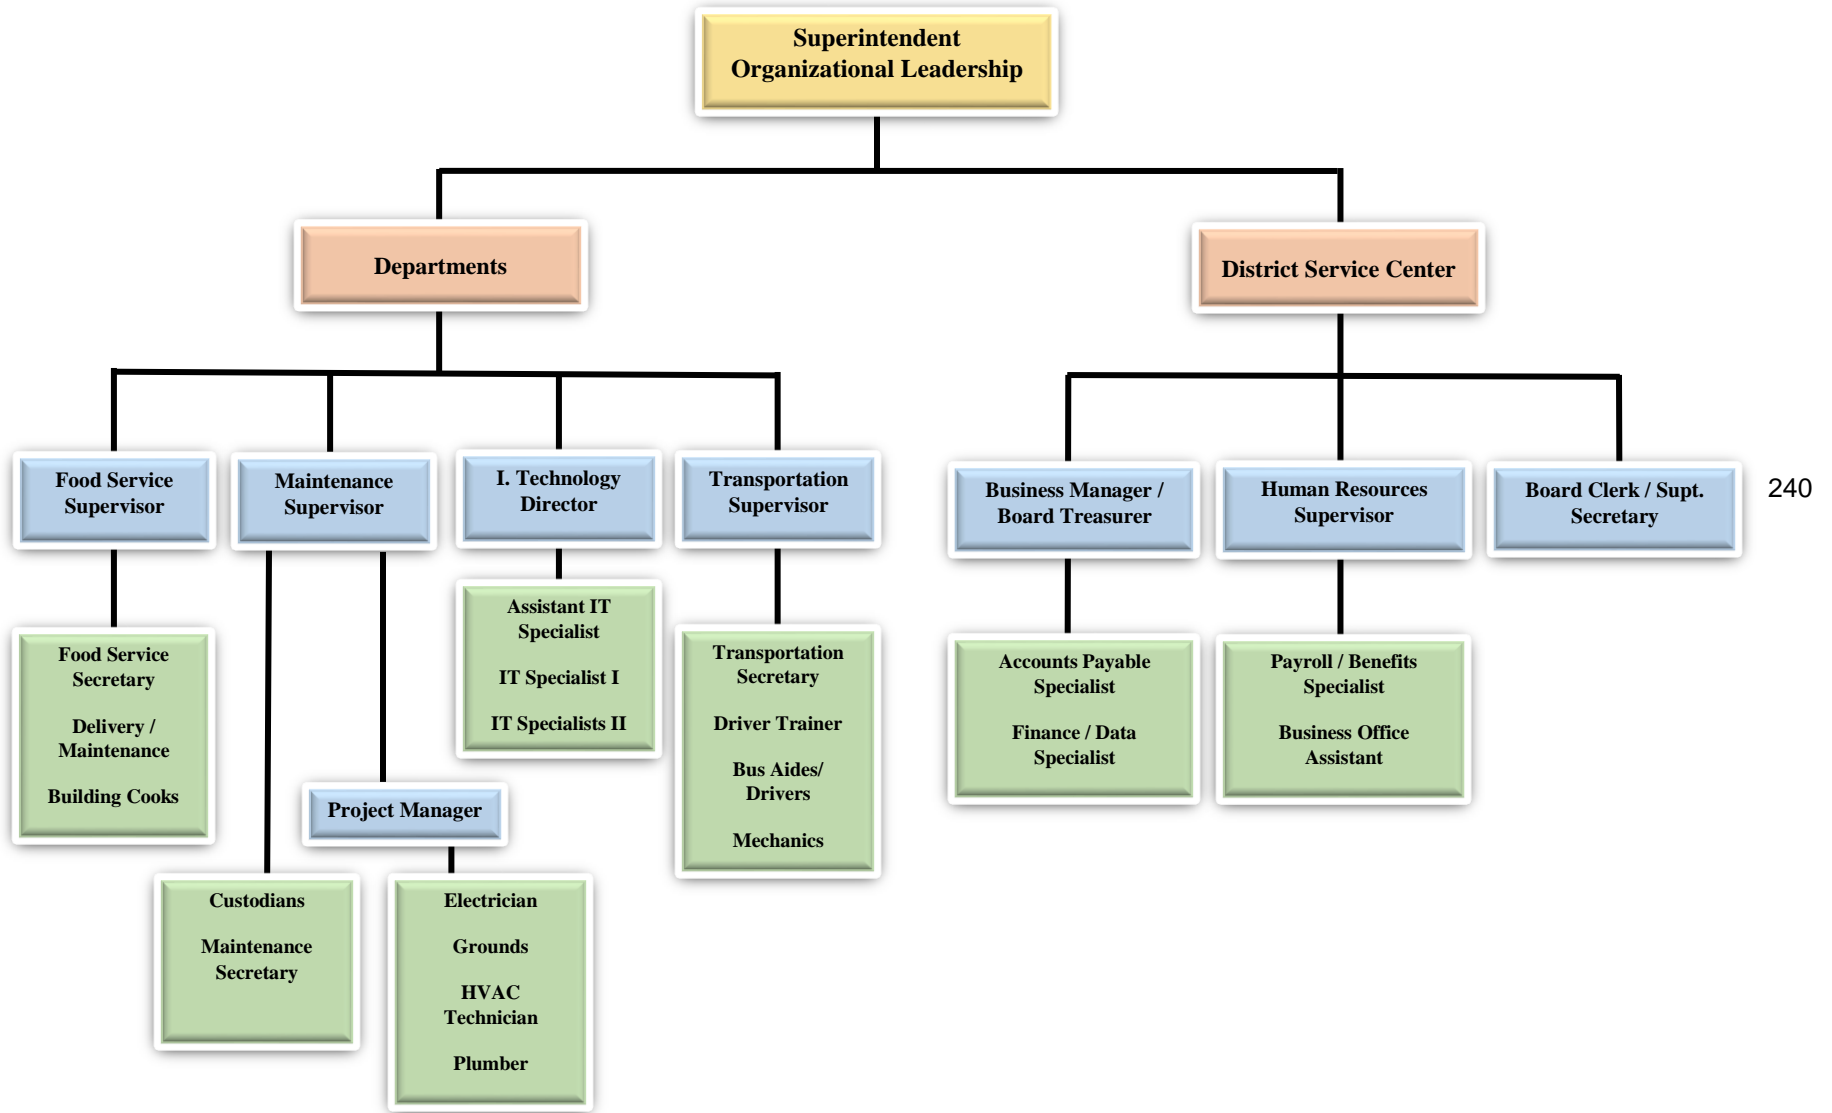 Superintendent
Organizational Leadership
Departments
District Service Center
Food Service
Supervisor
Maintenance
Supervisor
I. Technology
Director
Transportation
Supervisor
Business Manager /
Board Treasurer
Human Resources
Supervisor
Board Clerk / Supt.
Secretary
240
Food Service
Secretary
Delivery /
Maintenance
Building Cooks
Assistant IT
Specialist
IT Specialist I
IT Specialists II
Transportation
Secretary
Driver Trainer
Bus Aides/
Drivers
Mechanics
Accounts Payable
Specialist
Finance / Data
Specialist
Payroll / Benefits
Specialist
Business Office
Assistant
Project Manager
Custodians
Maintenance
Secretary
Electrician
Grounds
HVAC
Technician
Plumber